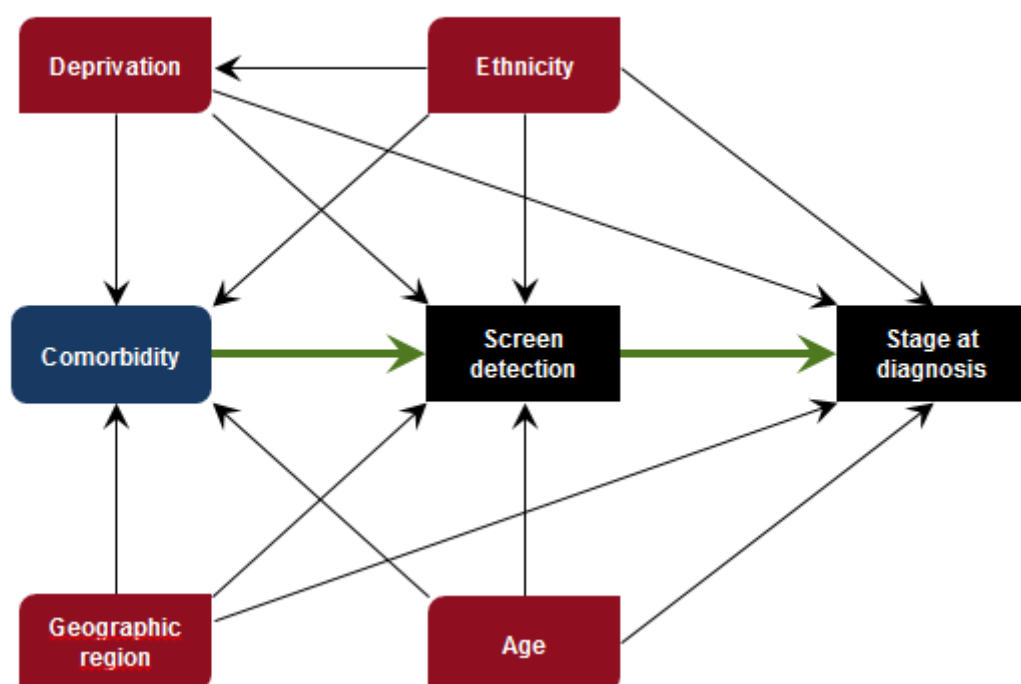 Deprivation
Ethnicity
Comorbidity
Screen
detection
Stage at
diagnosis
Geographic
region
Age